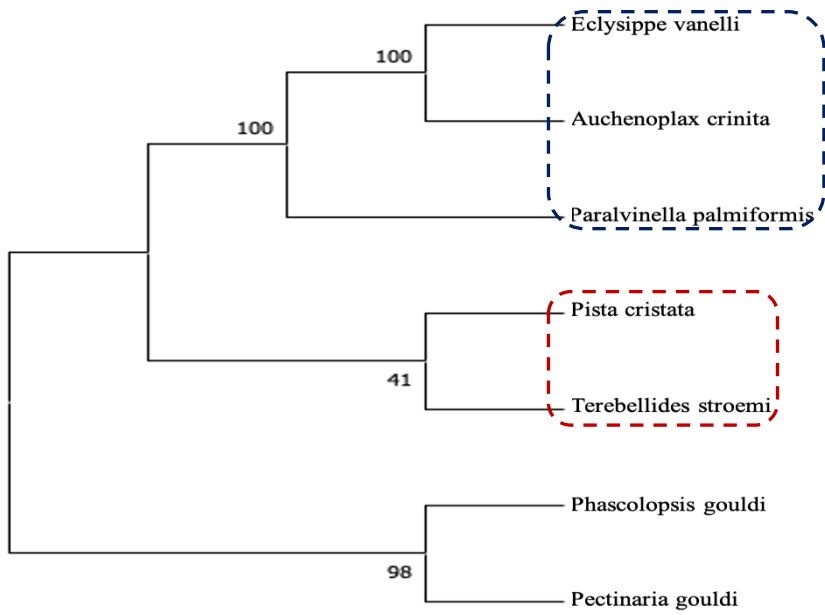 Eclysippe vanelli
100
Auchenoplax crinita
100
Paralvinella palmiformis
Pista cristata
41
Terebellides stroemi
Phascolopsis gouldi
98
Pectinaria gouldi